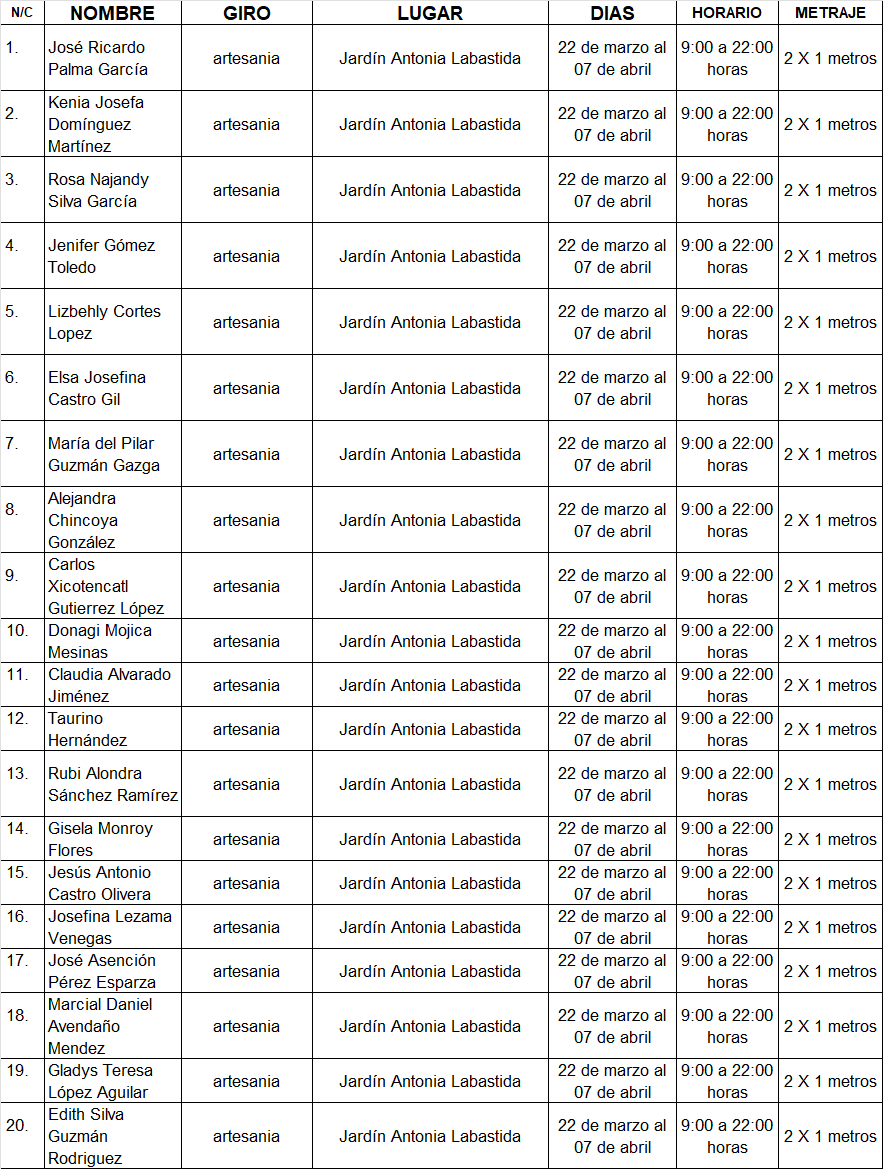 N/C NOMBRE GIRO LUGAR DIAS HORARIO METRAJE
1. José Ricardo Palma García artesania Jardín Antonia Labastida 22 de marzo al 07 de abril 9:00 a 22:00 horas 2 X 1 metros
2. Kenia Josefa Domínguez Martínez artesania Jardín Antonia Labastida 22 de marzo al 07 de abril 9:00 a 22:00 horas 2 X 1 metros
3. Rosa Najandy Silva García artesania Jardín Antonia Labastida 22 de marzo al 07 de abril 9:00 a 22:00 horas 2 X 1 metros
4. Jenifer Gómez Toledo artesania Jardín Antonia Labastida 22 de marzo al 07 de abril 9:00 a 22:00 horas 2 X 1 metros
5. Lizbehly Cortes Lopez artesania Jardín Antonia Labastida 22 de marzo al 07 de abril 9:00 a 22:00 horas 2 X 1 metros
6. Elsa Josefina Castro Gil artesania Jardín Antonia Labastida 22 de marzo al 07 de abril 9:00 a 22:00 horas 2 X 1 metros
7. María del Pilar Guzmán Gazga artesania Jardín Antonia Labastida 22 de marzo al 07 de abril 9:00 a 22:00 horas 2 X 1 metros
8. Alejandra Chincoya González artesania Jardín Antonia Labastida 22 de marzo al 07 de abril 9:00 a 22:00 horas 2 X 1 metros
9. Carlos Xicotencatl Gutierrez López artesania Jardín Antonia Labastida 22 de marzo al 07 de abril 9:00 a 22:00 horas 2 X 1 metros
10. Donagi Mojica Mesinas artesania Jardín Antonia Labastida 22 de marzo al 07 de abril 9:00 a 22:00 horas 2 X 1 metros
11. Claudia Alvarado Jiménez artesania Jardín Antonia Labastida 22 de marzo al 07 de abril 9:00 a 22:00 horas 2 X 1 metros
12. Taurino Hernández artesania Jardín Antonia Labastida 22 de marzo al 07 de abril 9:00 a 22:00 horas 2 X 1 metros
13. Rubi Alondra Sánchez Ramírez artesania Jardín Antonia Labastida 22 de marzo al 07 de abril 9:00 a 22:00 horas 2 X 1 metros
14. Gisela Monroy Flores artesania Jardín Antonia Labastida 22 de marzo al 07 de abril 9:00 a 22:00 horas 2 X 1 metros
15. Jesús Antonio Castro Olivera artesania Jardín Antonia Labastida 22 de marzo al 07 de abril 9:00 a 22:00 horas 2 X 1 metros
16. Josefina Lezama Venegas artesania Jardín Antonia Labastida 22 de marzo al 07 de abril 9:00 a 22:00 horas 2 X 1 metros
17. José Asención Pérez Esparza artesania Jardín Antonia Labastida 22 de marzo al 07 de abril 9:00 a 22:00 horas 2 X 1 metros
18. Marcial Daniel Avendaño Mendez artesania Jardín Antonia Labastida 22 de marzo al 07 de abril 9:00 a 22:00 horas 2 X 1 metros
19. Gladys Teresa López Aguilar artesania Jardín Antonia Labastida 22 de marzo al 07 de abril 9:00 a 22:00 horas 2 X 1 metros
20. Edith Silva Guzmán Rodriguez artesania Jardín Antonia Labastida 22 de marzo al 07 de abril 9:00 a 22:00 horas 2 X 1 metros